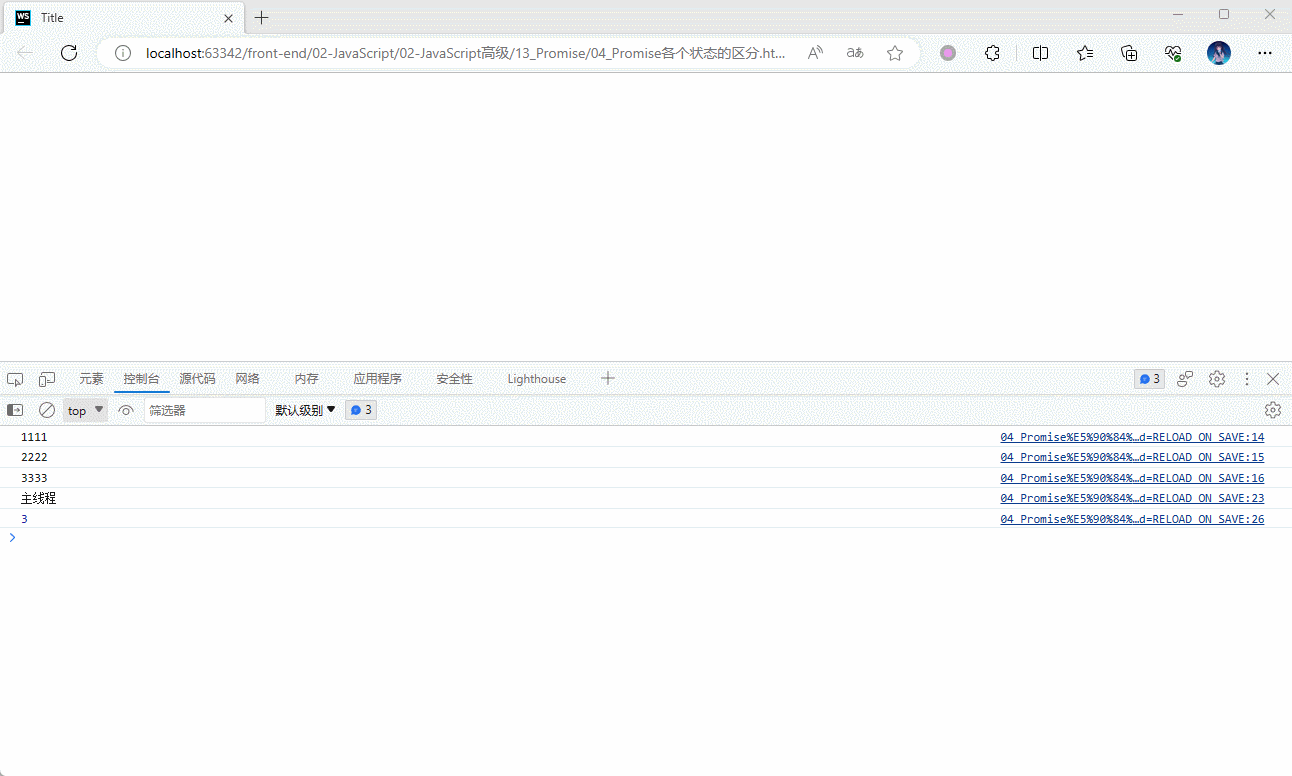 WS Title
localhost:63342/front-end/02-JavaScript/02-JavaScript高级/13_Promise/04_Promise各个状态的区分.ht... A aあ
元素 控制台 源代码 网络 内存 应用程序 安全性 Lighthouse 3
top 筛选器 默认级别 3
1111 04_Promise%E5%90%84%…d=RELOAD_ON_SAVE:14
2222 04_Promise%E5%90%84%…d=RELOAD_ON_SAVE:15
3333 04_Promise%E5%90%84%…d=RELOAD_ON_SAVE:16
主线程 04_Promise%E5%90%84%…d=RELOAD_ON_SAVE:23
3 04_Promise%E5%90%84%…d=RELOAD_ON_SAVE:26